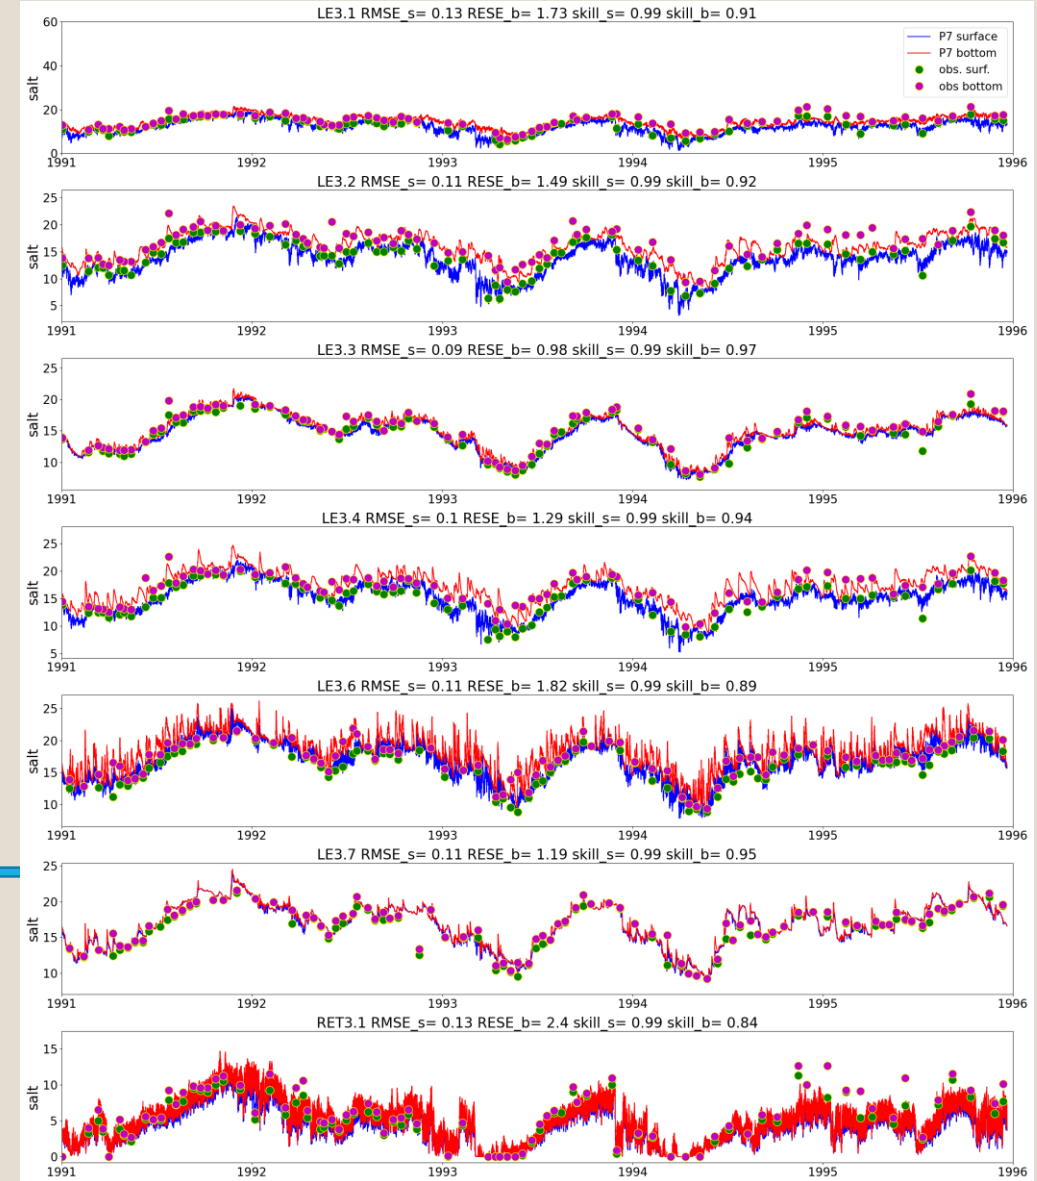 LE3.1 RMSE_s= 0.13 RESE_b= 1.73 skill_s= 0.99 skill_b= 0.91
60
40
20
0
salt
P7 surface
P7 bottom
obs. surf.
obs bottom
1991 1992 1993 1994 1995 1996
LE3.2 RMSE_s= 0.11 RESE_b= 1.49 skill_s= 0.99 skill_b= 0.92
25
20
15
10
5
salt
1991 1992 1993 1994 1995 1996
LE3.3 RMSE_s= 0.09 RESE_b= 0.98 skill_s= 0.99 skill_b= 0.97
25
20
15
10
salt
1991 1992 1993 1994 1995 1996
LE3.4 RMSE_s= 0.1 RESE_b= 1.29 skill_s= 0.99 skill_b= 0.94
25
20
15
10
5
salt
1991 1992 1993 1994 1995 1996
LE3.6 RMSE_s= 0.11 RESE_b= 1.82 skill_s= 0.99 skill_b= 0.89
25
20
15
10
salt
1991 1992 1993 1994 1995 1996
LE3.7 RMSE_s= 0.11 RESE_b= 1.19 skill_s= 0.99 skill_b= 0.95
25
20
15
10
salt
1991 1992 1993 1994 1995 1996
RET3.1 RMSE_s= 0.13 RESE_b= 2.4 skill_s= 0.99 skill_b= 0.84
15
10
5
0
salt
1991 1992 1993 1994 1995 1996